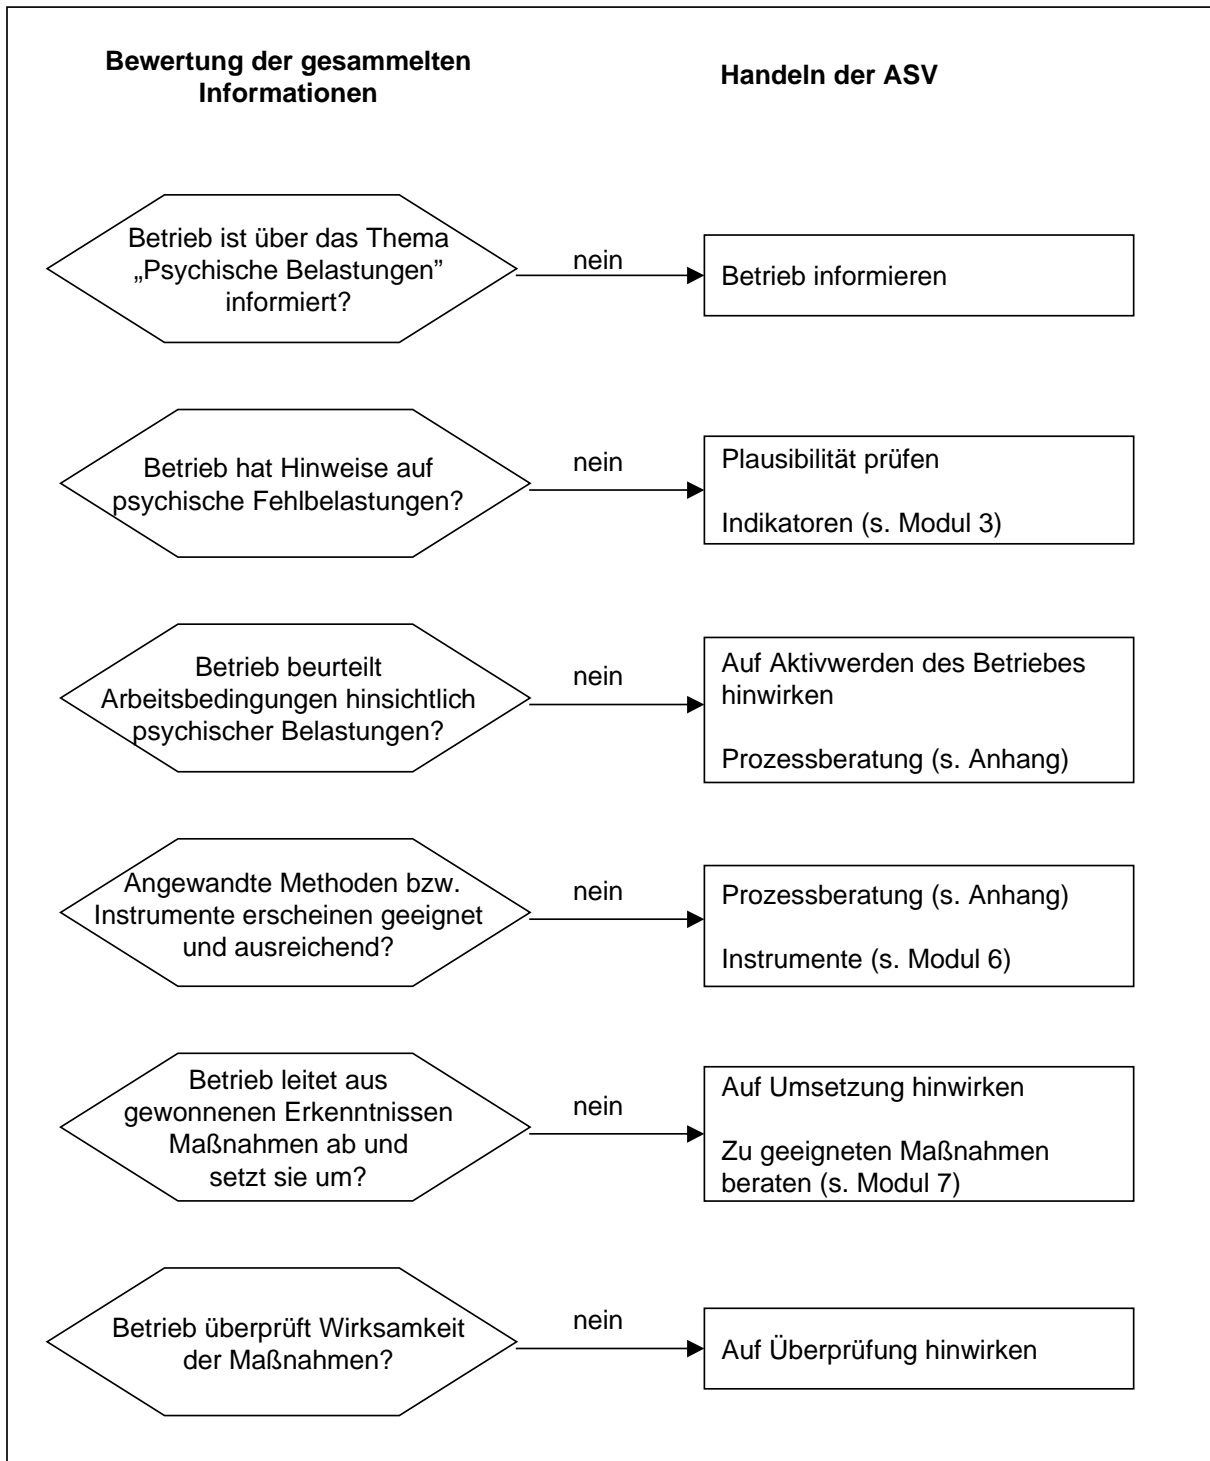 Bewertung der gesammelten
Informationen
Handeln der ASV
Betrieb ist über das Thema
„Psychische Belastungen”
informiert?
nein
Betrieb informieren
Betrieb hat Hinweise auf
psychische Fehlbelastungen?
nein
Plausibilität prüfen
Indikatoren (s. Modul 3)
Betrieb beurteilt
Arbeitsbedingungen hinsichtlich
psychischer Belastungen?
nein
Auf Aktivwerden des Betriebes
hinwirken
Prozessberatung (s. Anhang)
Angewandte Methoden bzw.
Instrumente erscheinen geeignet
und ausreichend?
nein
Prozessberatung (s. Anhang)
Instrumente (s. Modul 6)
Betrieb leitet aus
gewonnenen Erkenntnissen
Maßnahmen ab und
setzt sie um?
nein
Auf Umsetzung hinwirken
Zu geeigneten Maßnahmen
beraten (s. Modul 7)
Betrieb überprüft Wirksamkeit
der Maßnahmen?
nein
Auf Überprüfung hinwirken